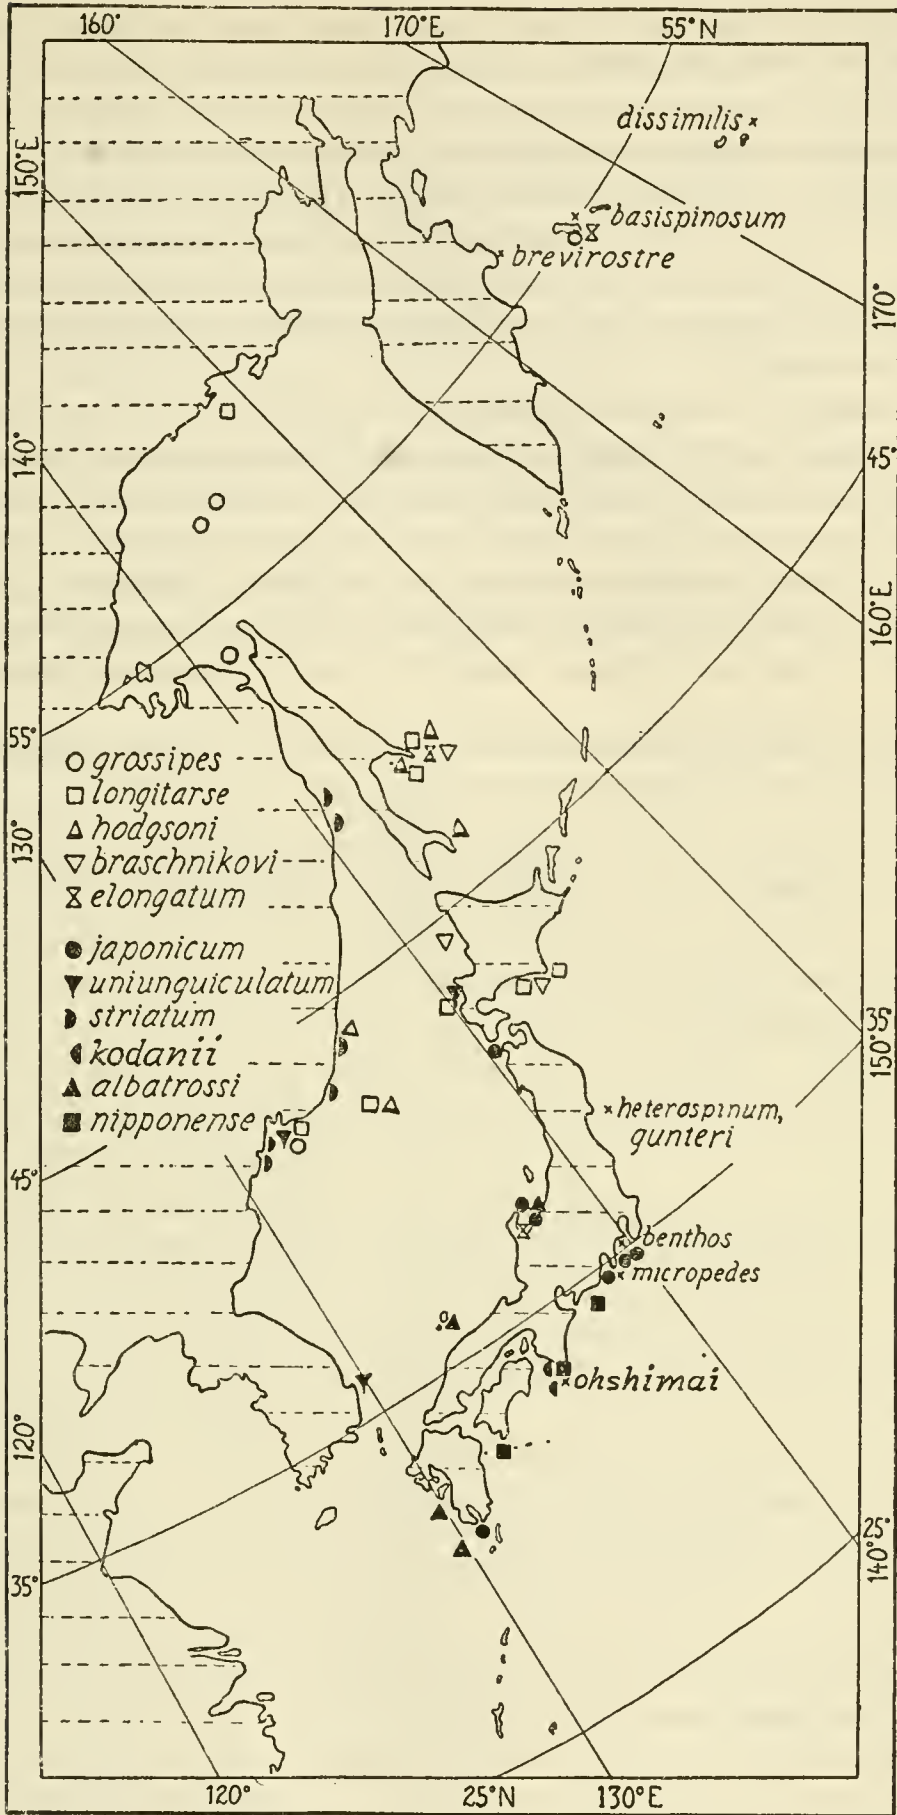 160° 170°E 55°N
dissimilis
150°E
basispinosum
brevirostre
170°
140°
45°
160°E
55°
grossipes
longitarse
hodgsoni
130°
braschnikovi
elongatum
japonicum
uniunguiculatum
striatum
35°
kodanii
150°E
albatrossi
heterospinum,
nipponense
gunteri
45°
benthos
micropedes
ohshimai
120°
25°
140°E
35°
120° 25°N 130°E